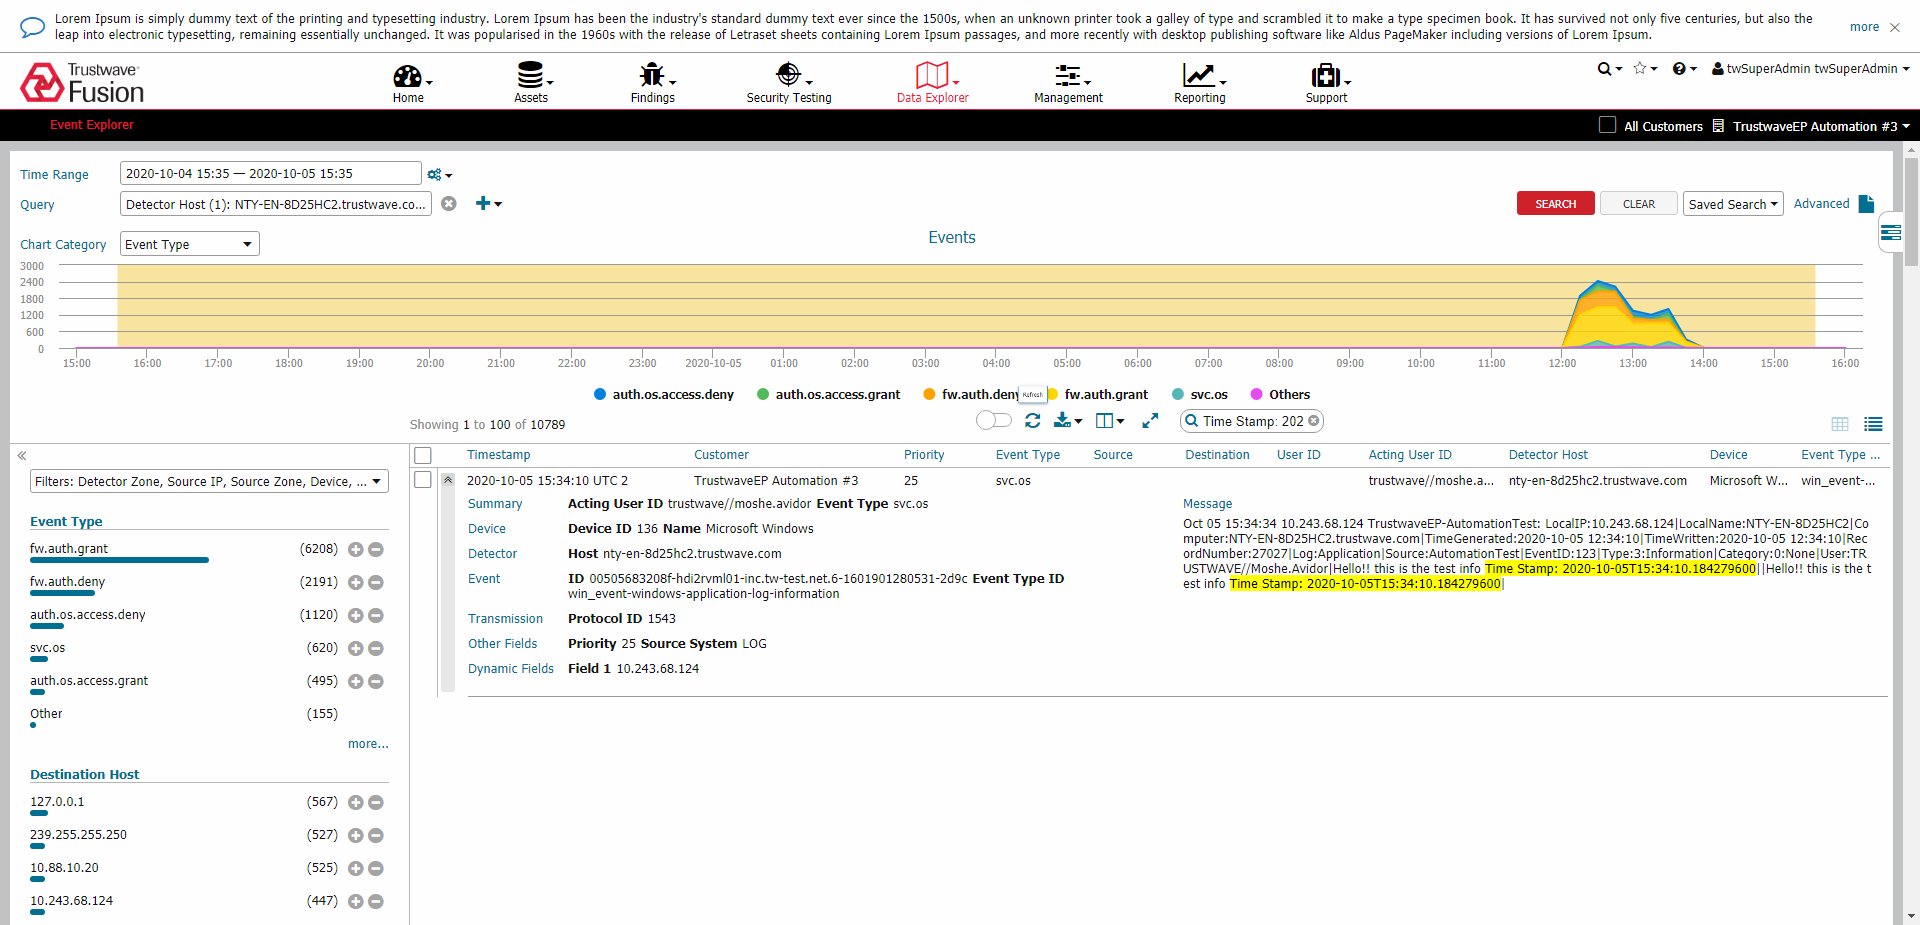 Lorem Ipsum is simply dummy text of the printing and typesetting industry. Lorem Ipsum has been the industry's standard dummy text ever since the 1500s, when an unknown printer took a galley of type and scrambled it to make a type specimen book. It has survived not only five centuries, but also the
leap into electronic typesetting, remaining essentially unchanged. It was popularised in the 1960s with the release of Letraset sheets containing Lorem Ipsum passages, and more recently with desktop publishing software like Aldus PageMaker including versions of Lorem Ipsum.
more
Trustwave
Fusion
Home
Assets
Findings
Security Testing
Data Explorer
Management
Reporting
Support
twSuperAdmin twSuperAdmin
Event Explorer
All Customers
TrustwaveEP Automation #3
Time Range
2020-10-04 15:35 — 2020-10-05 15:35
Query
Detector Host (1): NTY-EN-8D25HC2.trustwave.co...
SEARCH
CLEAR
Saved Search
Advanced
Chart Category
Event Type
Events
3000
2400
1800
1200
600
0
15:00 16:00 17:00 18:00 19:00 20:00 21:00 22:00 23:00 2020-10-05 01:00 02:00 03:00 04:00 05:00 06:00 07:00 08:00 09:00 10:00 11:00 12:00 13:00 14:00 15:00 16:00
auth.os.access.deny auth.os.access.grant fw.auth.deny fw.auth.grant svc.os Others
Refresh
Showing 1 to 100 of 10789
Time Stamp: 202
Filters: Detector Zone, Source IP, Source Zone, Device, ...
Event Type
fw.auth.grant (6208)
fw.auth.deny (2191)
auth.os.access.deny (1120)
svc.os (620)
auth.os.access.grant (495)
Other (155)
more...
Destination Host
127.0.0.1 (567)
239.255.255.250 (527)
10.88.10.20 (525)
10.243.68.124 (447)
Timestamp Customer Priority Event Type Source Destination User ID Acting User ID Detector Host Device Event Type ...
2020-10-05 15:34:10 UTC 2 TrustwaveEP Automation #3 25 svc.os trustwave//moshe.a... nty-en-8d25hc2.trustwave.com Microsoft W... win_event-...
Summary Acting User ID trustwave//moshe.avidor Event Type svc.os
Device Device ID 136 Name Microsoft Windows
Detector Host nty-en-8d25hc2.trustwave.com
Event ID 00505683208f-hdi2rvml01-inc.tw-test.net.6-1601901280531-2d9c Event Type ID
win_event-windows-application-log-information
Transmission Protocol ID 1543
Other Fields Priority 25 Source System LOG
Dynamic Fields Field 1 10.243.68.124
Message
Oct 05 15:34:34 10.243.68.124 TrustwaveEP-AutomationTest: LocalIP:10.243.68.124|LocalName:NTY-EN-8D25HC2|Co
mputer:NTY-EN-8D25HC2.trustwave.com|TimeGenerated:2020-10-05 12:34:10|TimeWritten:2020-10-05 12:34:10|Rec
ordNumber:27027|Log:Application|Source:AutomationTest|EventID:123|Type:3:Information|Category:0:None|User:TR
USTWAVE//Moshe.Avidor|Hello!! this is the test info Time Stamp: 2020-10-05T15:34:10.184279600||Hello!! this is the t
est info Time Stamp: 2020-10-05T15:34:10.184279600|